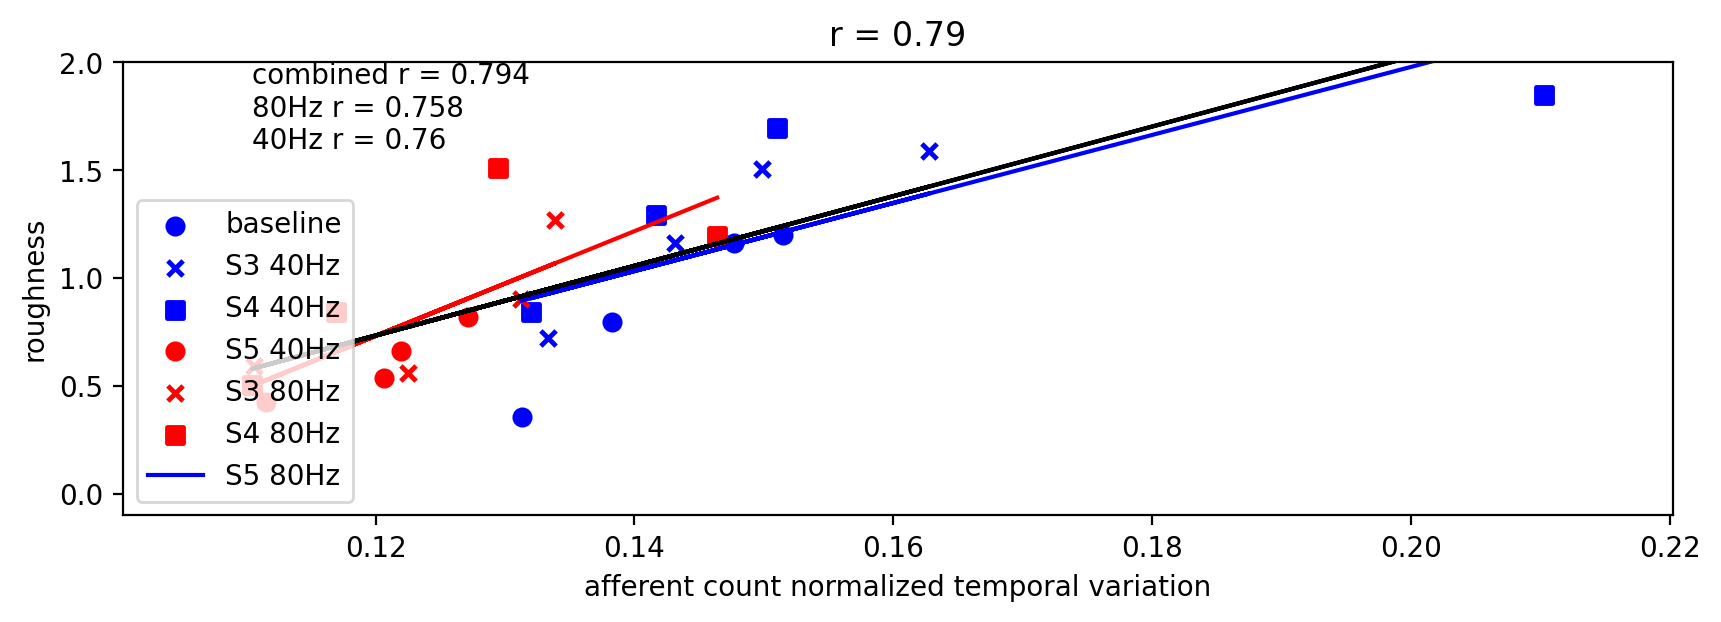 r = 0.79
combined r = 0.794
80Hz r = 0.758
40Hz r = 0.76
2.0
1.5
1.0
0.5
0.0
roughness
baseline
S3 40Hz
S4 40Hz
S5 40Hz
S3 80Hz
S4 80Hz
S5 80Hz
0.12 0.14 0.16 0.18 0.20 0.22
afferent count normalized temporal variation